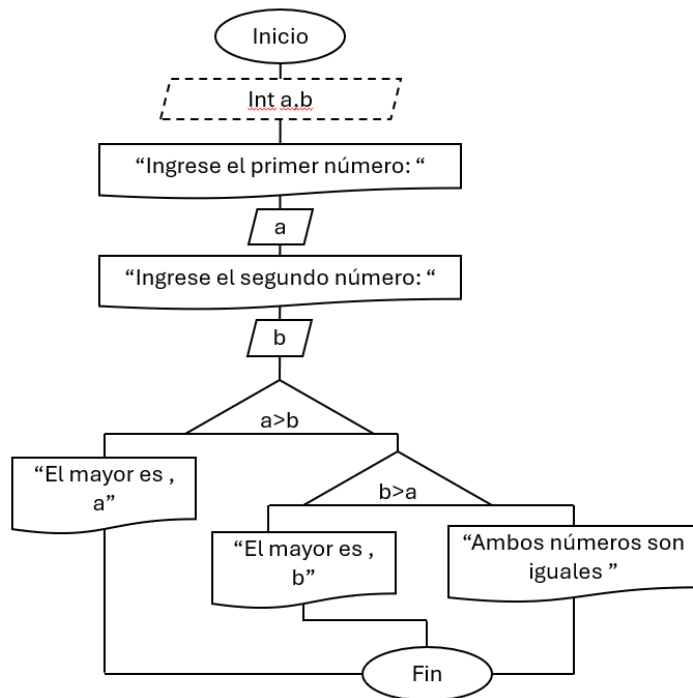 Inicio
Int a,b
“Ingrese el primer número: “
a
“Ingrese el segundo número: “
b
a>b
“El mayor es ,
a”
b>a
“El mayor es ,
b”
“Ambos números son
iguales ”
Fin